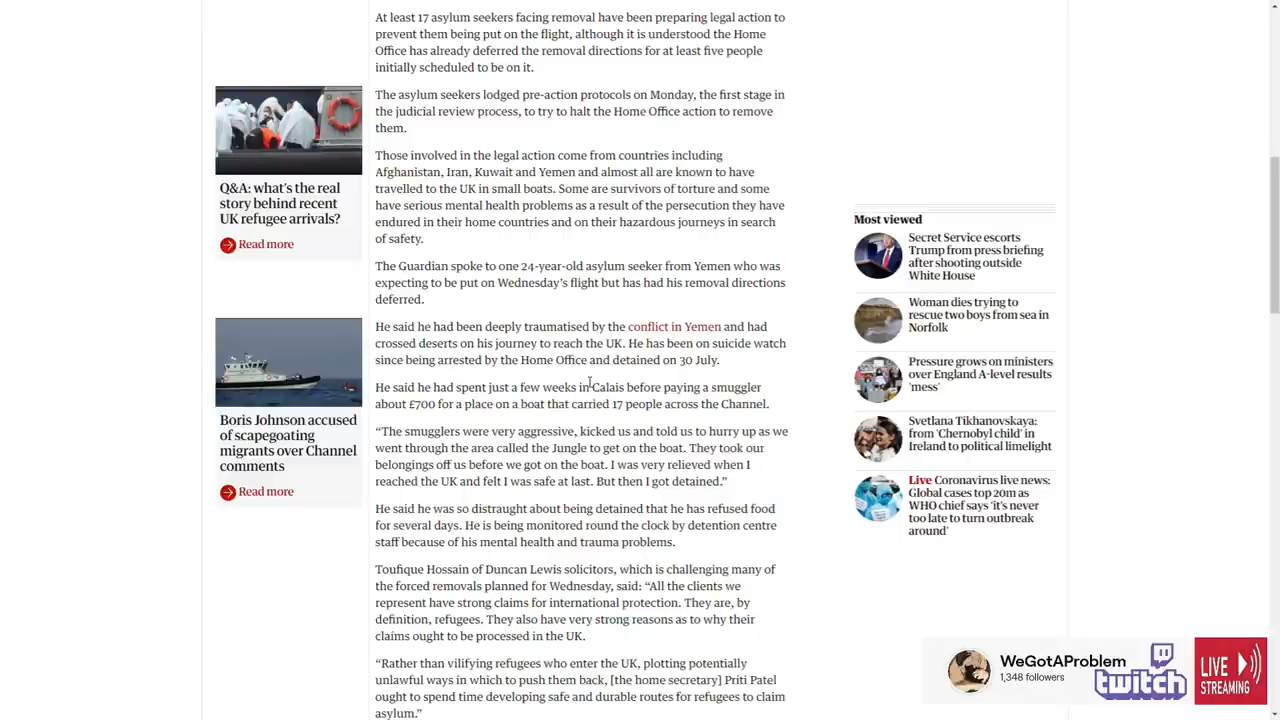 At least 17 asylum seekers facing removal have been preparing legal action to
prevent them being put on the flight, although it is understood the Home
Office has already deferred the removal directions for at least five people
initially scheduled to be on it.
The asylum seekers lodged pre-action protocols on Monday, the first stage in
the judicial review process, to try to halt the Home Office action to remove
them.
Those involved in the legal action come from countries including
Afghanistan, Iran, Kuwait and Yemen and almost all are known to have
travelled to the UK in small boats. Some are survivors of torture and some
have serious mental health problems as a result of the persecution they have
endured in their home countries and on their hazardous journeys in search
of safety.
The Guardian spoke to one 24-year-old asylum seeker from Yemen who was
expecting to be put on Wednesday’s flight but has had his removal directions
deferred.
He said he had been deeply traumatised by the conflict in Yemen and had
crossed deserts on his journey to reach the UK. He has been on suicide watch
since being arrested by the Home Office and detained on 30 July.
He said he had spent just a few weeks in Calais before paying a smuggler
about £700 for a place on a boat that carried 17 people across the Channel.
“The smugglers were very aggressive, kicked us and told us to hurry up as we
went through the area called the Jungle to get on the boat. They took our
belongings off us before we got on the boat. I was very relieved when I
reached the UK and felt I was safe at last. But then I got detained.”
He said he was so distraught about being detained that he has refused food
for several days. He is being monitored round the clock by detention centre
staff because of his mental health and trauma problems.
Toufique Hossain of Duncan Lewis solicitors, which is challenging many of
the forced removals planned for Wednesday, said: “All the clients we
represent have strong claims for international protection. They are, by
definition, refugees. They also have very strong reasons as to why their
claims ought to be processed in the UK.
“Rather than vilifying refugees who enter the UK, plotting potentially
unlawful ways in which to push them back, [the home secretary] Priti Patel
ought to spend time developing safe and durable routes for refugees to claim
asylum.”
Q&A: what’s the real
story behind recent
UK refugee arrivals?
Read more
Boris Johnson accused
of scapegoating
migrants over Channel
comments
Read more
Most viewed
Secret Service escorts
Trump from press briefing
after shooting outside
White House
Woman dies trying to
rescue two boys from sea in
Norfolk
Pressure grows on ministers
over England A-level results
‘mess’
Svetlana Tikhanovskaya:
from ‘Chernobyl child’ in
Ireland to political limelight
Live Coronavirus live news:
Global cases top 20m as
WHO chief says ‘it’s never
too late to turn outbreak
around’
WeGotAProblem
1,348 followers
twitch
LIVE
STREAMING